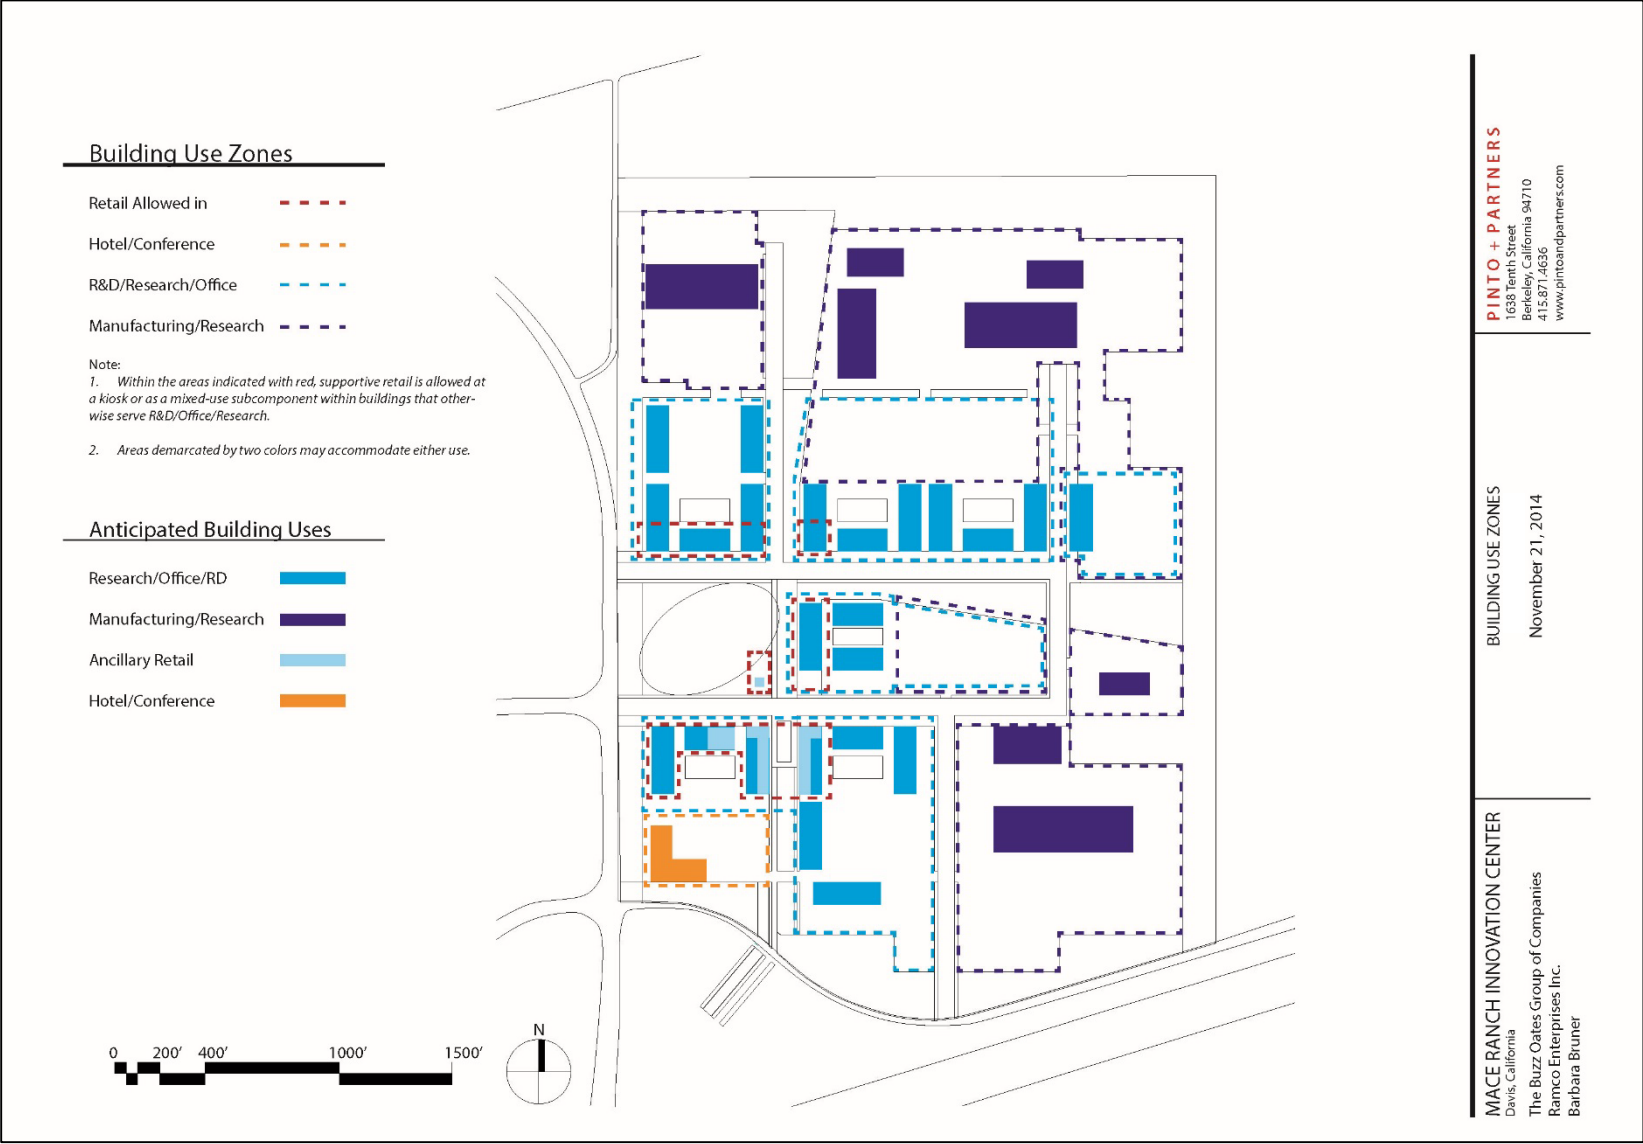 Building Use Zones
Retail Allowed in
Hotel/Conference
R&D/Research/Office
Manufacturing/Research
Note:
1. Within the areas indicated with red, supportive retail is allowed at
a kiosk or as a mixed-use subcomponent within buildings that other-
wise serve R&D/Office/Research.
2. Areas demarcated by two colors may accommodate either use.
Anticipated Building Uses
Research/Office/RD
Manufacturing/Research
Ancillary Retail
Hotel/Conference
0 200' 400' 1000' 1500'
N
PINTO + PARTNERS
1638 Tenth Street
Berkeley, California 94710
415.871.4636
www.pintoandpartners.com
BUILDING USE ZONES
November 21, 2014
MACE RANCH INNOVATION CENTER
Davis, California
The Buzz Oates Group of Companies
Ramco Enterprises Inc.
Barbara Bruner